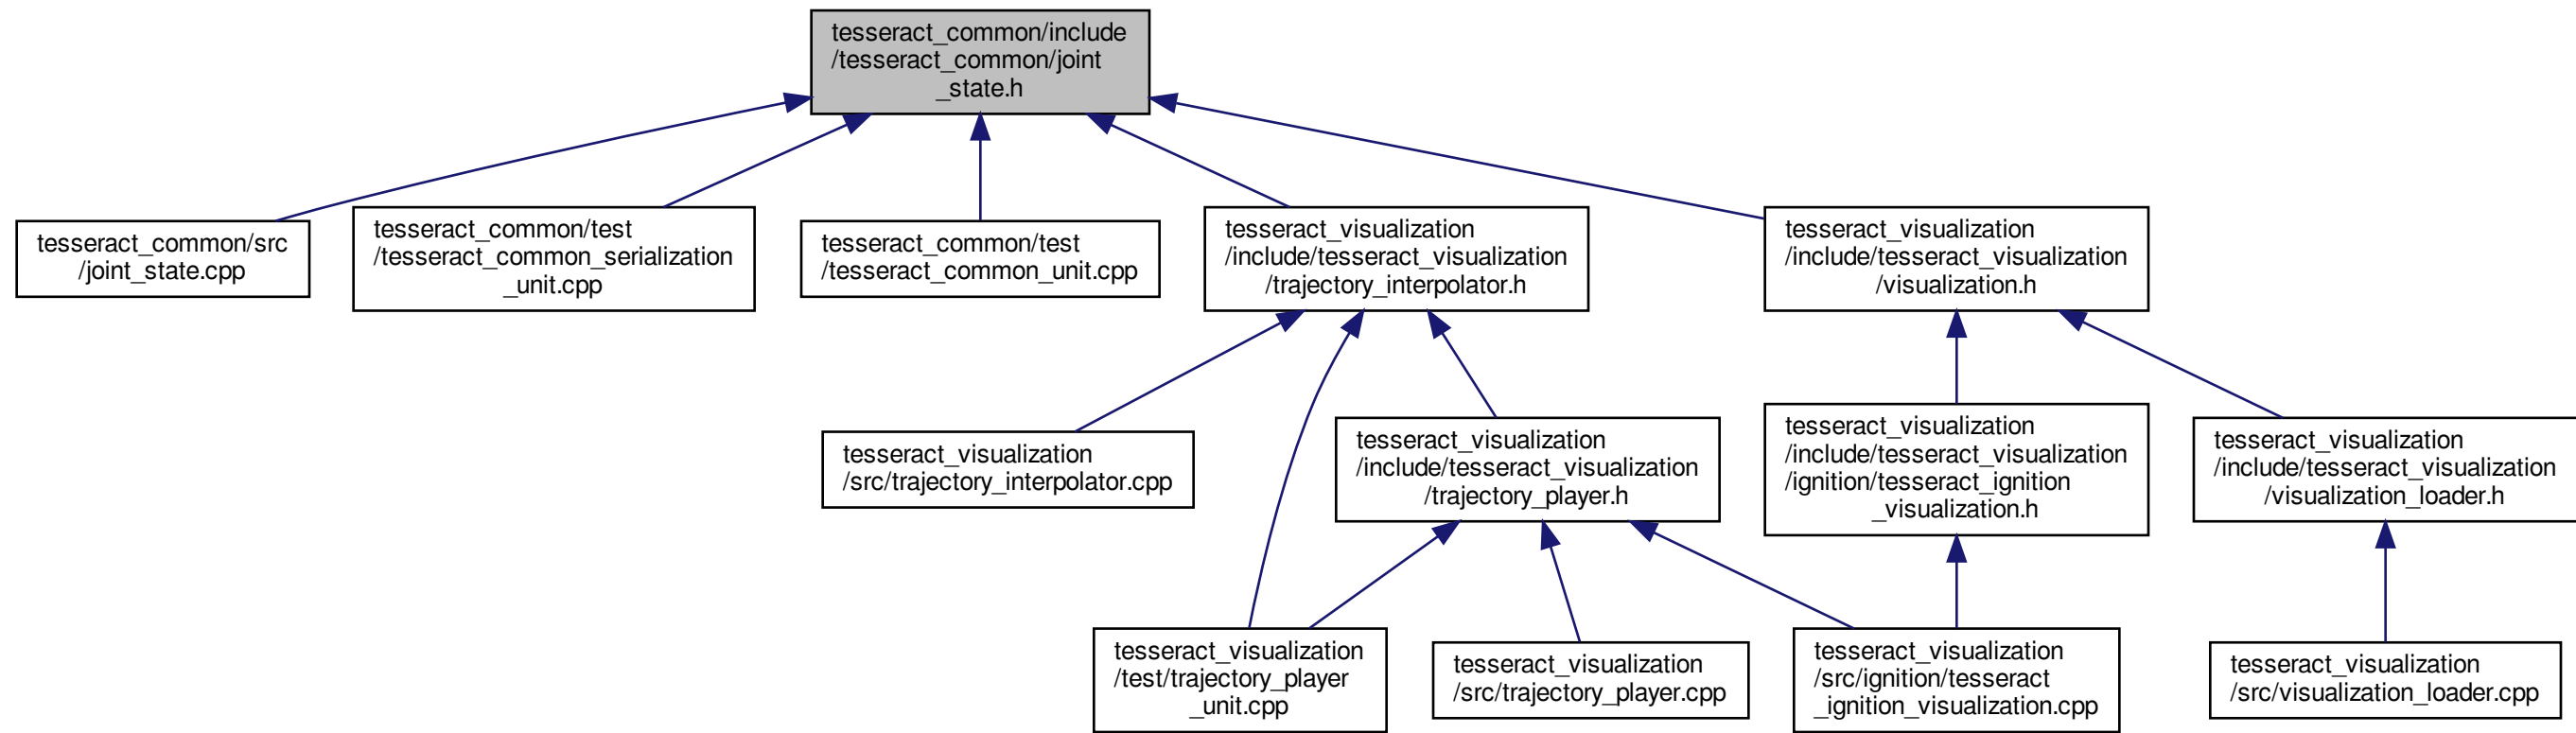 tesseract_common/include
/tesseract_common/joint
_state.h
tesseract_common/src
/joint_state.cpp
tesseract_common/test
/tesseract_common_serialization
_unit.cpp
tesseract_common/test
/tesseract_common_unit.cpp
tesseract_visualization
/include/tesseract_visualization
/trajectory_interpolator.h
tesseract_visualization
/include/tesseract_visualization
/visualization.h
tesseract_visualization
/src/trajectory_interpolator.cpp
tesseract_visualization
/include/tesseract_visualization
/trajectory_player.h
tesseract_visualization
/include/tesseract_visualization
/ignition/tesseract_ignition
_visualization.h
tesseract_visualization
/include/tesseract_visualization
/visualization_loader.h
tesseract_visualization
/test/trajectory_player
_unit.cpp
tesseract_visualization
/src/trajectory_player.cpp
tesseract_visualization
/src/ignition/tesseract
_ignition_visualization.cpp
tesseract_visualization
/src/visualization_loader.cpp